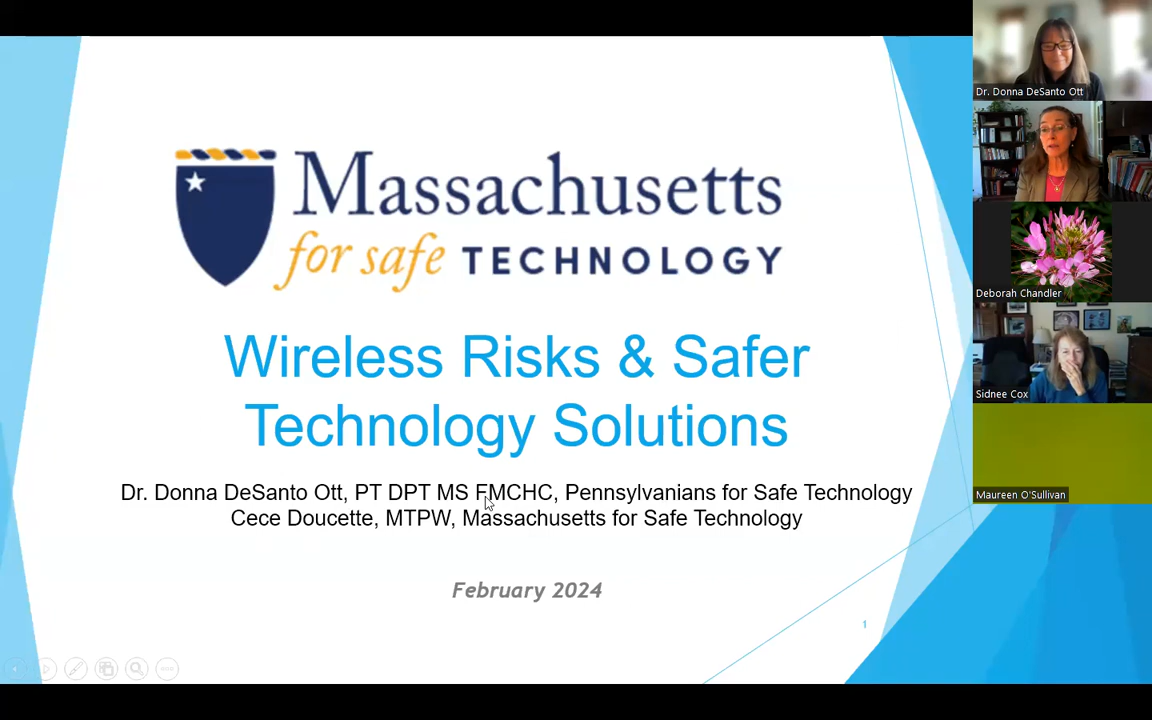 Massachusetts
for safe TECHNOLOGY
Wireless Risks & Safer
Technology Solutions
Dr. Donna DeSanto Ott, PT DPT MS FMCHC, Pennsylvanians for Safe Technology
Cece Doucette, MTPW, Massachusetts for Safe Technology
February 2024
1
Dr. Donna DeSanto Ott
Deborah Chandler
Sidnee Cox
Maureen O'Sullivan